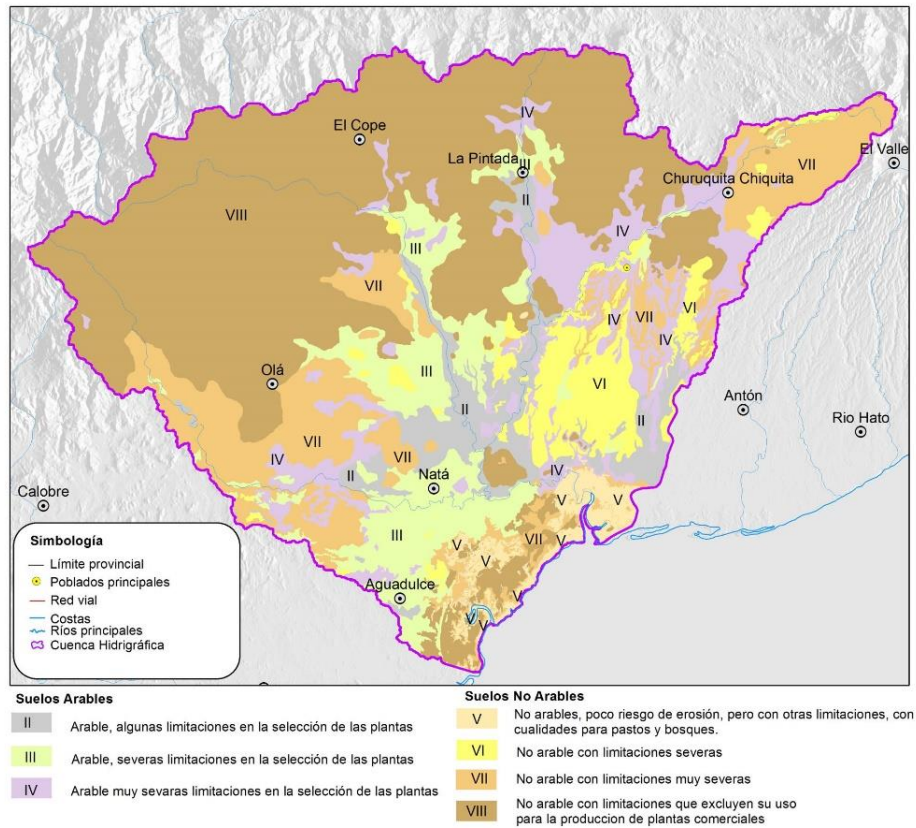 El Cope
IV
La Pintada
III
El Valle
VII
Churuquita Chiquita
II
VIII
IV
III
VII
IV
VII
VI
IV
Olá
III
VI
II
II
Antón
Rio Hato
VII
IV
VII
II
Natá
IV
Calobre
V
V
III
V
VII
V
V
Aguadulce
V
V
V
Simbología
Límite provincial
Poblados principales
Red vial
Costas
Ríos principales
Cuenca Hidrigráfica
Suelos Arables
II Arable, algunas limitaciones en la selección de las plantas
III Arable, severas limitaciones en la selección de las plantas
IV Arable muy sevaras limitaciones en la selección de las plantas
Suelos No Arables
V No arables, poco riesgo de erosión, pero con otras limitaciones, con
cualidades para pastos y bosques.
VI No arable con limitaciones severas
VII No arable con limitaciones muy severas
VIII No arable con limitaciones que excluyen su uso
para la produccion de plantas comerciales